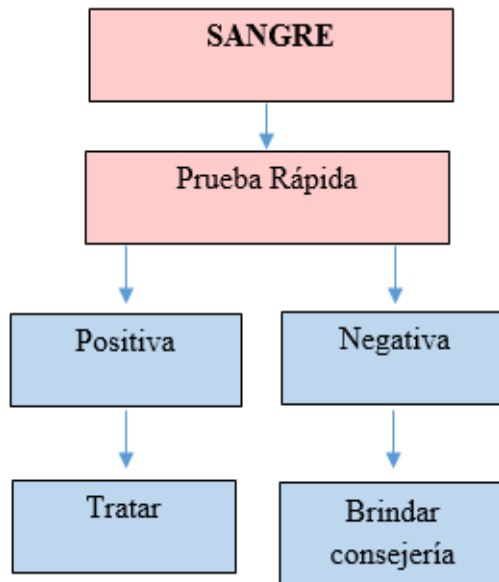 SANGRE
Prueba Rápida
Positiva
Negativa
Tratar
Brindar
consejería